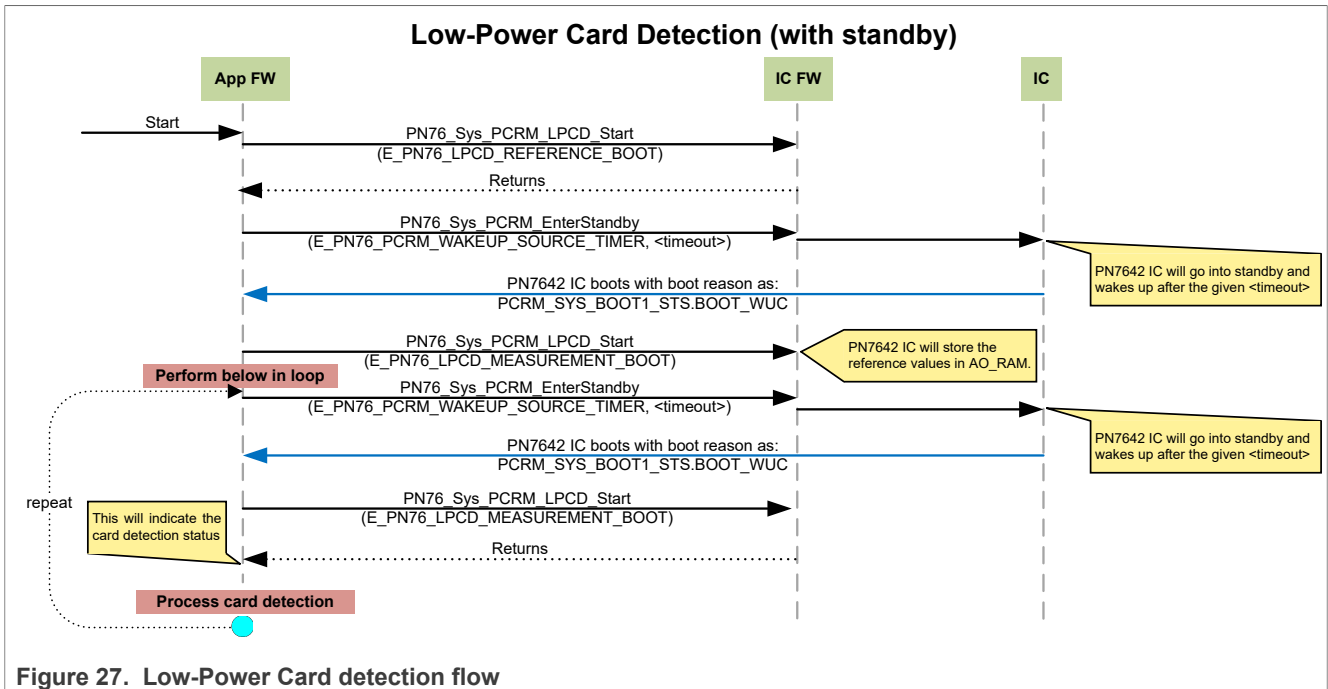 Low-Power Card Detection (with standby)
App FW
IC FW
IC
Start
PN76_Sys_PCRM_LPCD_Start
(E_PN76_LPCD_REFERENCE_BOOT)
Returns
PN76_Sys_PCRM_EnterStandby
(E_PN76_PCRM_WAKEUP_SOURCE_TIMER, <timeout>)
PN7642 IC will go into standby and
wakes up after the given <timeout>
PN7642 IC boots with boot reason as:
PCRM_SYS_BOOT1_STS.BOOT_WUC
PN76_Sys_PCRM_LPCD_Start
(E_PN76_LPCD_MEASUREMENT_BOOT)
PN7642 IC will store the
reference values in AO_RAM.
Perform below in loop
PN76_Sys_PCRM_EnterStandby
(E_PN76_PCRM_WAKEUP_SOURCE_TIMER, <timeout>)
PN7642 IC will go into standby and
wakes up after the given <timeout>
PN7642 IC boots with boot reason as:
PCRM_SYS_BOOT1_STS.BOOT_WUC
repeat
PN76_Sys_PCRM_LPCD_Start
(E_PN76_LPCD_MEASUREMENT_BOOT)
This will indicate the
card detection status
Returns
Process card detection
Figure 27. Low-Power Card detection flow